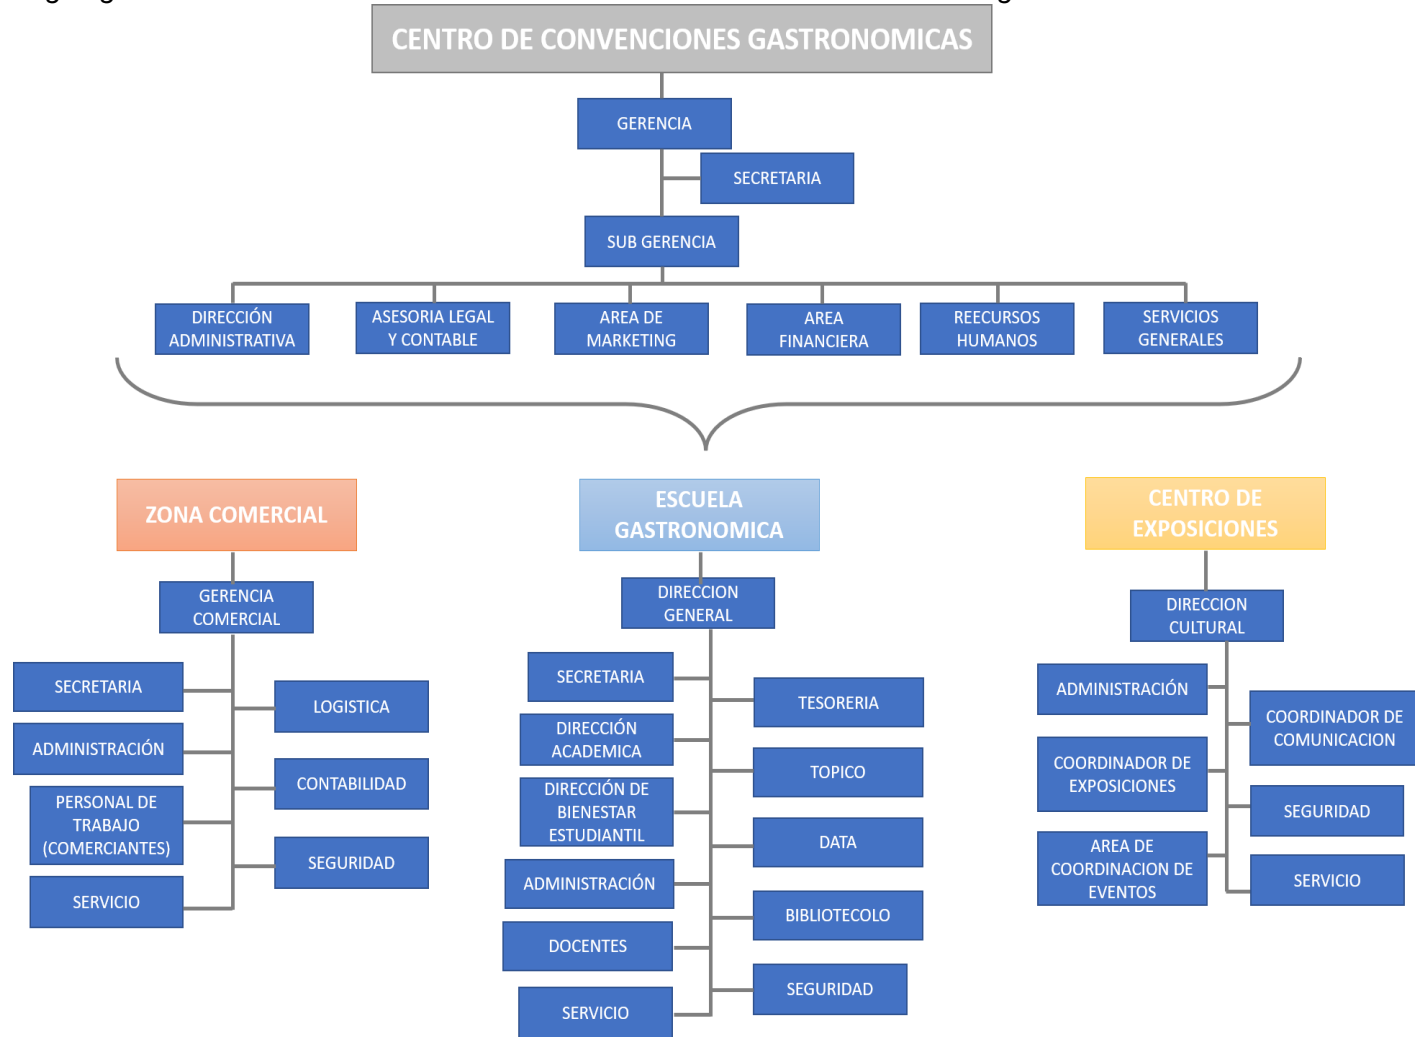 CENTRO DE CONVENCIONES GASTRONOMICAS
GERENCIA
SECRETARIA
SUB GERENCIA
DIRECCIÓN
ADMINISTRATIVA
ASESORIA LEGAL
Y CONTABLE
AREA DE
MARKETING
AREA
FINANCIERA
REECURSOS
HUMANOS
SERVICIOS
GENERALES
ZONA COMERCIAL
GERENCIA
COMERCIAL
SECRETARIA
LOGISTICA
ADMINISTRACIÓN
CONTABILIDAD
PERSONAL DE
TRABAJO
(COMERCIANTES)
SEGURIDAD
SERVICIO
ESCUELA
GASTRONOMICA
DIRECCION
GENERAL
SECRETARIA
TESORERIA
DIRECCIÓN
ACADEMICA
TOPICO
DIRECCIÓN DE
BIENESTAR
ESTUDIANTIL
DATA
ADMINISTRACIÓN
BIBLIOTECOLO
DOCENTES
SEGURIDAD
SERVICIO
CENTRO DE
EXPOSICIONES
DIRECCION
CULTURAL
ADMINISTRACIÓN
COORDINADOR DE
COMUNICACION
COORDINADOR DE
EXPOSICIONES
SEGURIDAD
AREA DE
COORDINACION DE
EVENTOS
SERVICIO